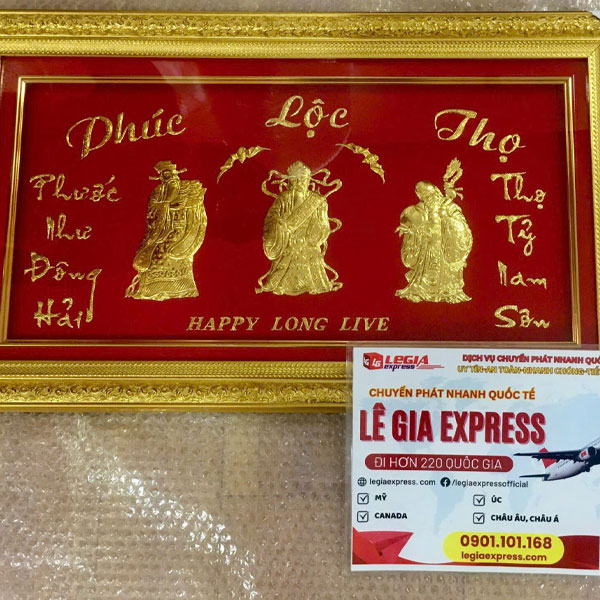 Phúc Lộc Thọ
Phước
Như
Đông
Hải
Thọ
Tỷ
Nam
Sơn
HAPPY LONG LIVE
LG LEGIA
express
DỊCH VỤ CHUYỂN PHÁT NHANH QUỐC
UY TÍN-AN TOÀN-NHANH CHÓNG-TIẾ
CHUYỂN PHÁT NHANH QUỐC TẾ
LÊ GIA EXPRESS
ĐI HƠN 220 QUỐC GIA
legiaexpress. com /legiaexpressofficial
MỸ ÚC
CANADA CHÂU ÂU, CHÂU Á
0901.101.168
legiaexpress.com